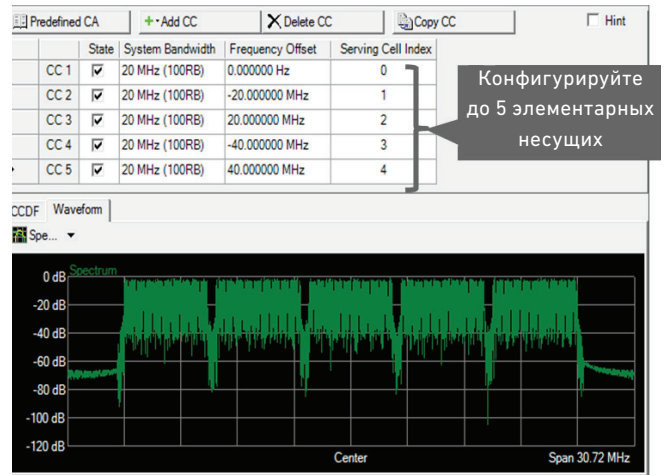 Predefined CA + Add CC Delete CC Copy CC Hint
State System Bandwidth Frequency Offset Serving Cell Index
CC 1 20 MHz (100RB) 0.000000 Hz 0
CC 2 20 MHz (100RB) -20.000000 MHz 1
CC 3 20 MHz (100RB) 20.000000 MHz 2
CC 4 20 MHz (100RB) -40.000000 MHz 3
CC 5 20 MHz (100RB) 40.000000 MHz 4
Конфигурируйте
до 5 элементарных
несущих
CCDF Waveform
Spe...
Spectrum
0 dB
-20 dB
-40 dB
-60 dB
-80 dB
-100 dB
-120 dB
Center Span 30.72 MHz